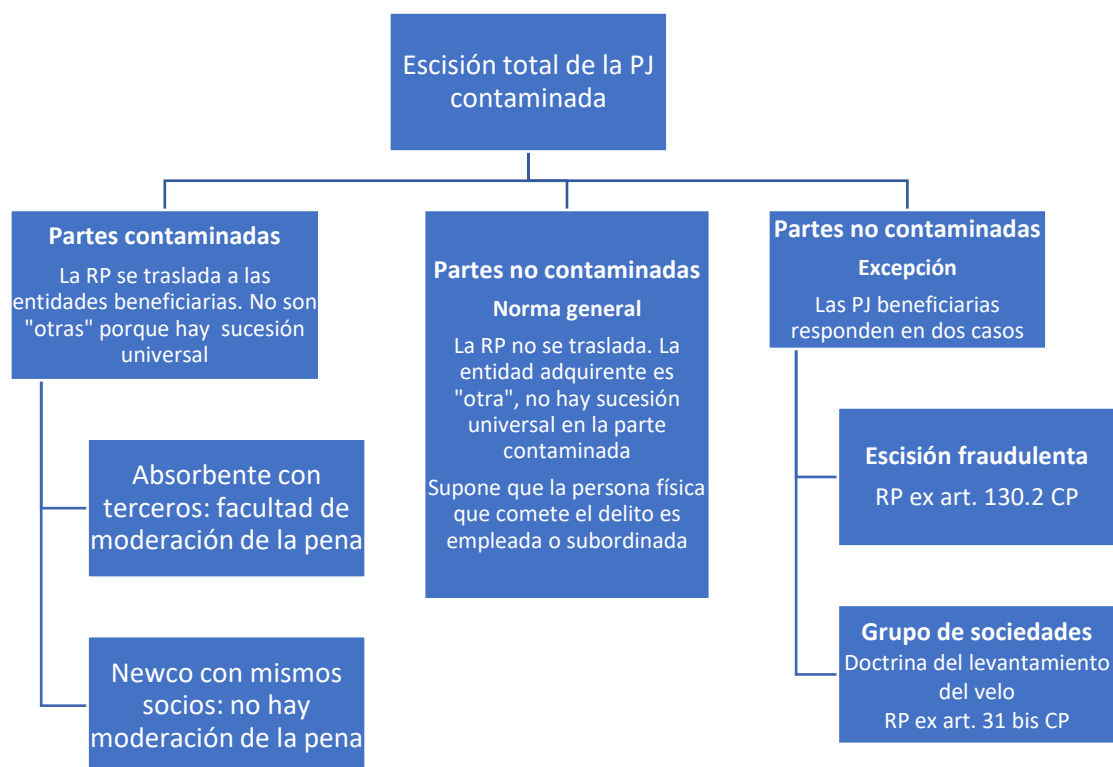 Escisión total de la PJ
contaminada
Partes contaminadas
La RP se traslada a las
entidades beneficiarias. No son
"otras" porque hay sucesión
universal
Absorbente con
terceros: facultad de
moderación de la pena
Newco con mismos
socios: no hay
moderación de la pena
Partes no contaminadas
Norma general
La RP no se traslada. La
entidad adquirente es
"otra", no hay sucesión
universal en la parte
contaminada
Supone que la persona física
que comete el delito es
empleada o subordinada
Partes no contaminadas
Excepción
Las PJ beneficiarias
responden en dos casos
Escisión fraudulenta
RP ex art. 130.2 CP
Grupo de sociedades
Doctrina del levantamiento
del velo
RP ex art. 31 bis CP